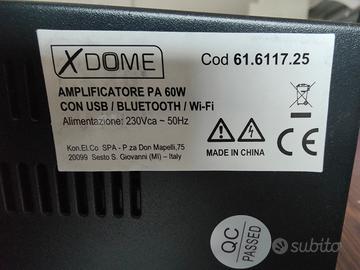 XDOME
Cod 61.6117.25
AMPLIFICATORE PA 60W
CON USB / BLUETOOTH / Wi-Fi
Alimentazione: 230Vca ~ 50Hz
Kon.El.Co SPA - P za Don Mapelli,75
20099 Sesto S. Giovanni (MI) – Italy
CE
MADE IN CHINA
QC
PASSED
subito